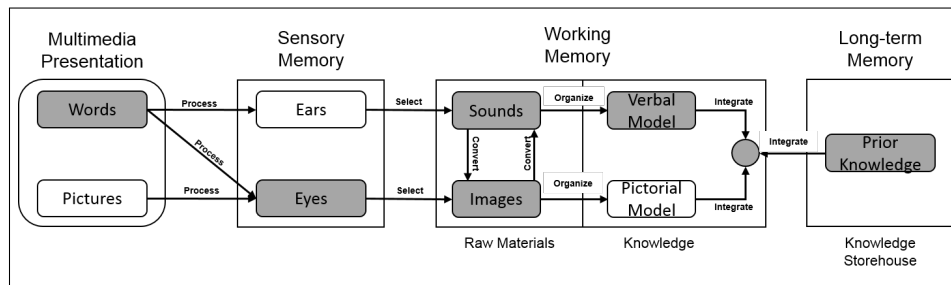 Multimedia
Presentation
Sensory
Memory
Working
Memory
Long-term
Memory
Words
Process
Ears
Select
Sounds
Organize
Verbal
Model
Integrate
Process
Convert
Convert
Integrate
Prior
Knowledge
Pictures
Process
Eyes
Select
Images
Organize
Pictorial
Model
Integrate
Raw Materials
Knowledge
Knowledge
Storehouse